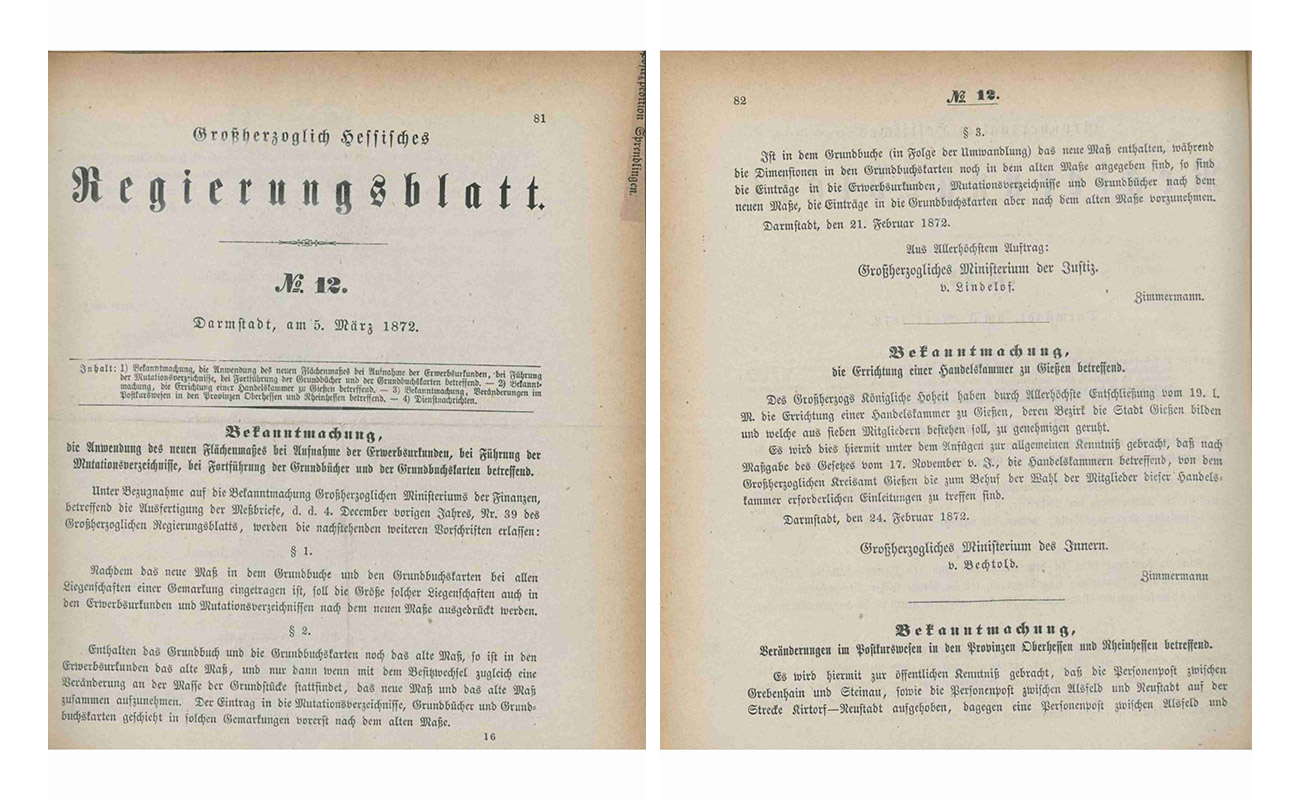 81
Postexpedition Sprendlingen.
Großherzoglich Hessisches
Regierungsblatt.
№ 12.
Darmstadt, am 5. März 1872.
Inhalt: 1) Bekanntmachung, die Anwendung des neuen Flächenmaßes bei Aufnahme der Erwerbsurkunden, bei Führung
der Mutationsverzeichnisse, bei Fortführung der Grundbücher und der Grundbuchskarten betreffend. — 2) Bekannt-
machung, die Errichtung einer Handelskammer zu Gießen betreffend. — 3) Bekanntmachung, Veränderungen im
Postkurswesen in den Provinzen Oberhessen und Rheinhessen betreffend. — 4) Dienstnachrichten.
Bekanntmachung,
die Anwendung des neuen Flächenmaßes bei Aufnahme der Erwerbsurkunden, bei Führung der
Mutationsverzeichnisse, bei Fortführung der Grundbücher und der Grundbuchskarten betreffend.
Unter Bezugnahme auf die Bekanntmachung Großherzoglichen Ministeriums der Finanzen,
betreffend die Ausfertigung der Meßbriefe, d. d. 4. December vorigen Jahres, Nr. 39 des
Großherzoglichen Regierungsblatts, werden die nachstehenden weiteren Vorschriften erlassen:
§ 1.
Nachdem das neue Maß in dem Grundbuche und den Grundbuchskarten bei allen
Liegenschaften einer Gemarkung eingetragen ist, soll die Größe solcher Liegenschaften auch in
den Erwerbsurkunden und Mutationsverzeichnissen nach dem neuen Maße ausgedrückt werden.
§ 2.
Enthalten das Grundbuch und die Grundbuchskarten noch das alte Maß, so ist in den
Erwerbsurkunden das alte Maß, und nur dann wenn mit dem Besitzwechsel zugleich eine
Veränderung an der Masse der Grundstücke stattfindet, das neue Maß und das alte Maß
zusammen aufzunehmen. Der Eintrag in die Mutationsverzeichnisse, Grundbücher und Grund-
buchskarten geschieht in solchen Gemarkungen vorerst nach dem alten Maße.
16
82
№ 12.
§ 3.
Ist in dem Grundbuche (in Folge der Umwandlung) das neue Maß enthalten, während
die Dimensionen in den Grundbuchskarten noch in dem alten Maße angegeben sind, so sind
die Einträge in die Erwerbsurkunden, Mutationsverzeichnisse und Grundbücher nach dem
neuen Maße, die Einträge in die Grundbuchskarten aber nach dem alten Maße vorzunehmen.
Darmstadt, den 21. Februar 1872.
Aus Allerhöchstem Auftrag:
Großherzogliches Ministerium der Justiz.
v. Lindelof.
Zimmermann.
Bekanntmachung,
die Errichtung einer Handelskammer zu Gießen betreffend.
Des Großherzogs Königliche Hoheit haben durch Allerhöchste Entschließung vom 19. l.
M. die Errichtung einer Handelskammer zu Gießen, deren Bezirk die Stadt Gießen bilden
und welche aus sieben Mitgliedern bestehen soll, zu genehmigen geruht.
Es wird dies hiermit unter dem Anfügen zur allgemeinen Kenntniß gebracht, daß nach
Maßgabe des Gesetzes vom 17. November v. J., die Handelskammern betreffend, von dem
Großherzoglichen Kreisamt Gießen die zum Behuf der Wahl der Mitglieder dieser Handels-
kammer erforderlichen Einleitungen zu treffen sind.
Darmstadt, den 24. Februar 1872.
Großherzogliches Ministerium des Innern.
v. Bechtold.
Zimmermann
Bekanntmachung,
Veränderungen im Postkurswesen in den Provinzen Oberhessen und Rheinhessen betreffend.
Es wird hiermit zur öffentlichen Kenntniß gebracht, daß die Personenpost zwischen
Grebenhain und Steinau, sowie die Personenpost zwischen Alsfeld und Neustadt auf der
Strecke Kirtorf—Neustadt aufgehoben, dagegen eine Personenpost zwischen Alsfeld und